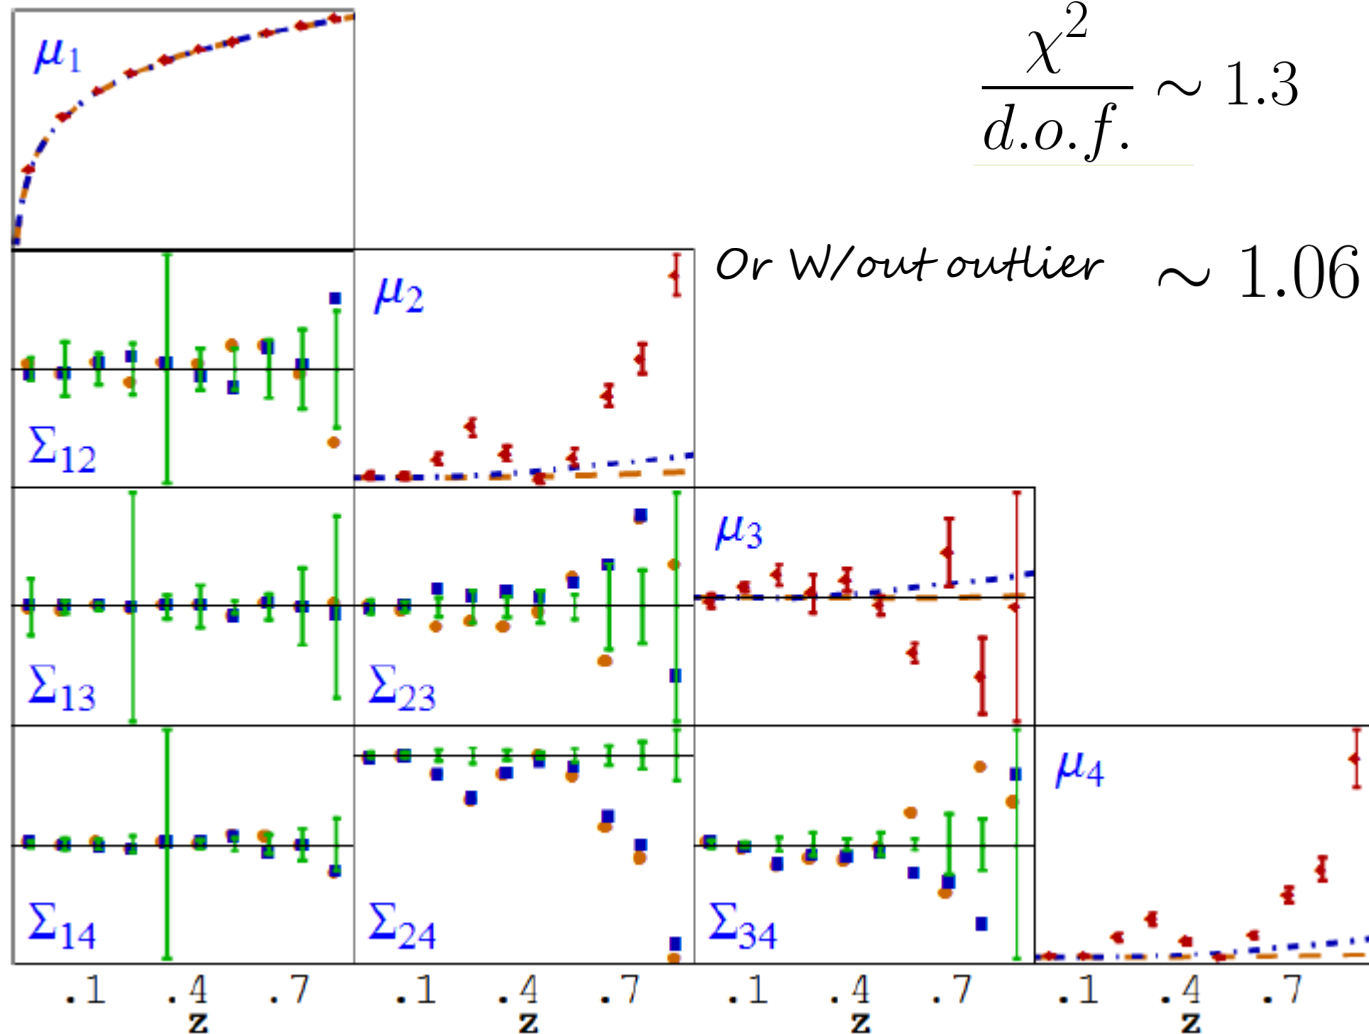 μ1
χ2
d.o.f. ∼ 1.3
Σ12
μ2
Or W/out outlier ∼ 1.06
Σ13
Σ23
μ3
Σ14
Σ24
Σ34
μ4
.1 .4 .7 .1 .4 .7 .1 .4 .7 .1 .4 .7
z z z z